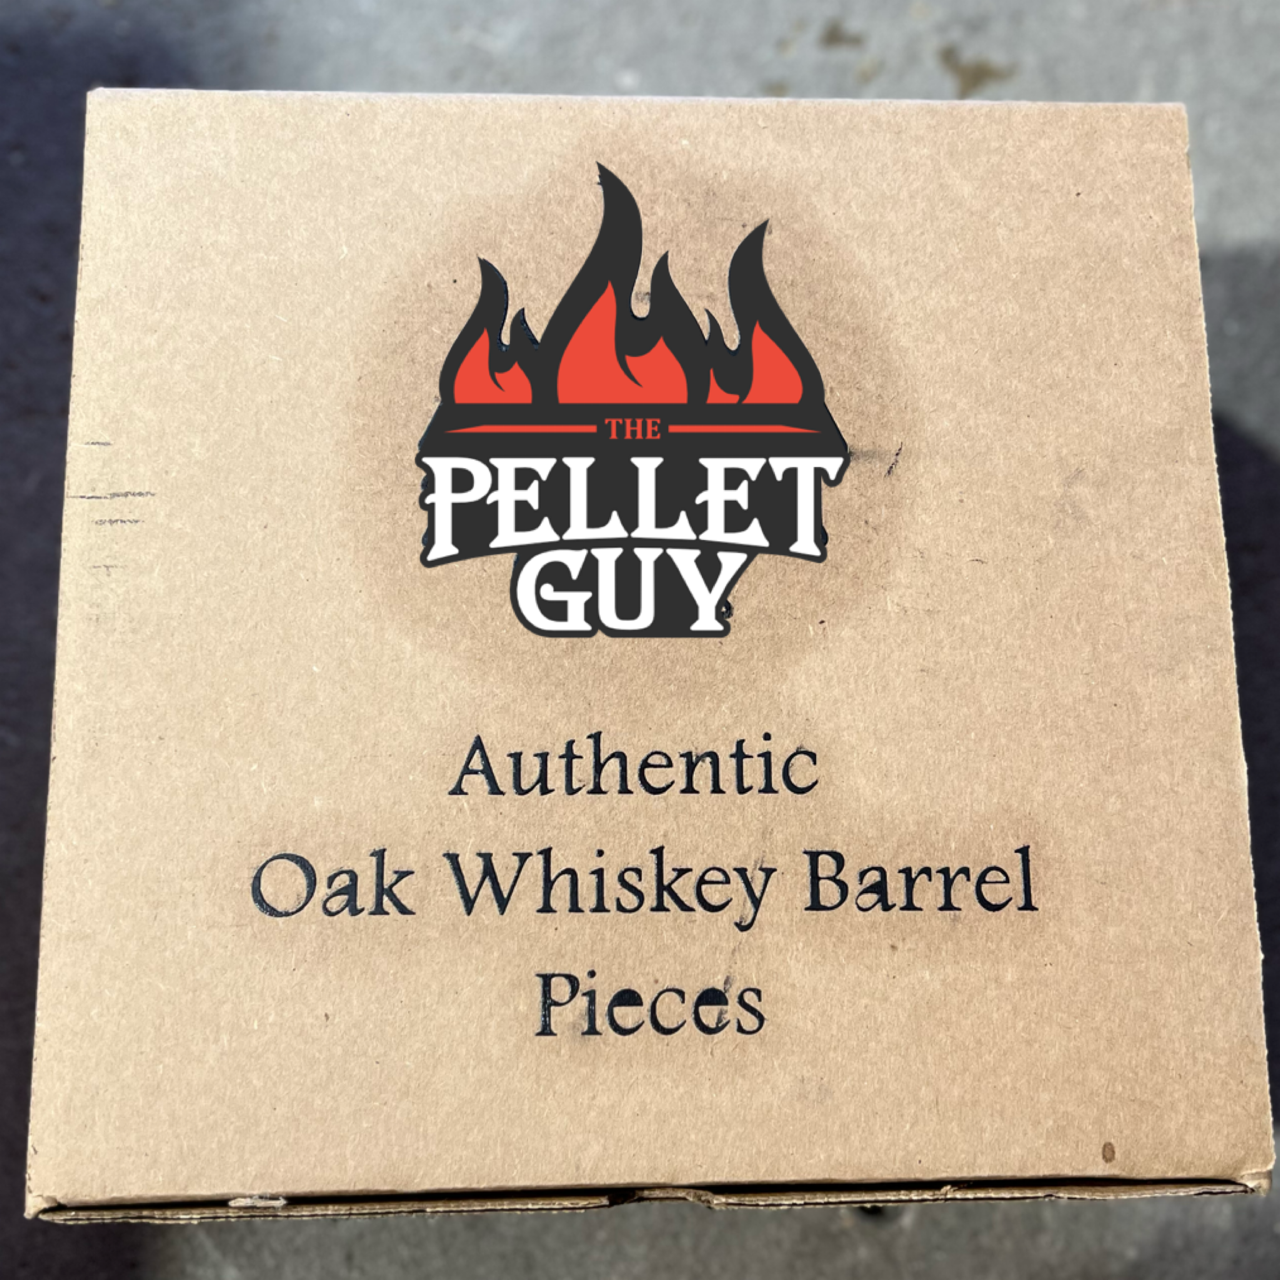 THE
PELLET
GUY
Authentic
Oak Whiskey Barrel
Pieces